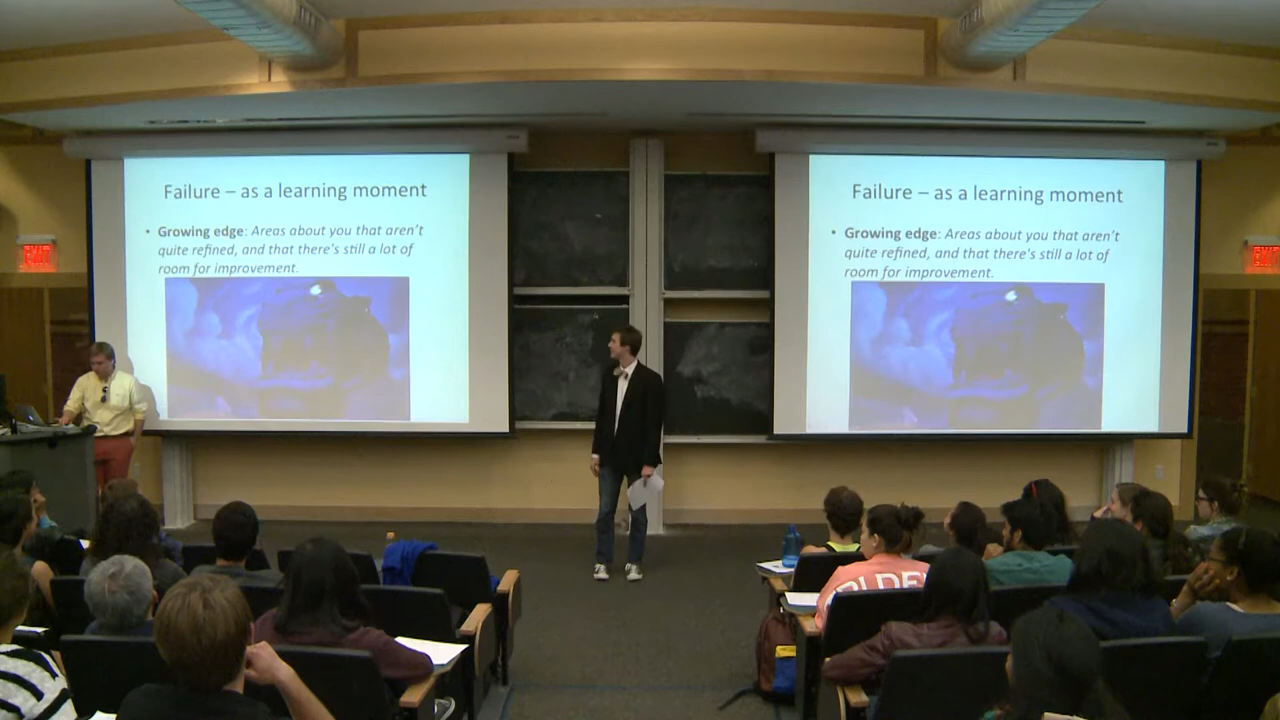 Failure – as a learning moment
• Growing edge: Areas about you that aren't
quite refined, and that there's still a lot of
room for improvement.
Failure – as a learning moment
• Growing edge: Areas about you that aren't
quite refined, and that there's still a lot of
room for improvement.
EXIT
EXIT